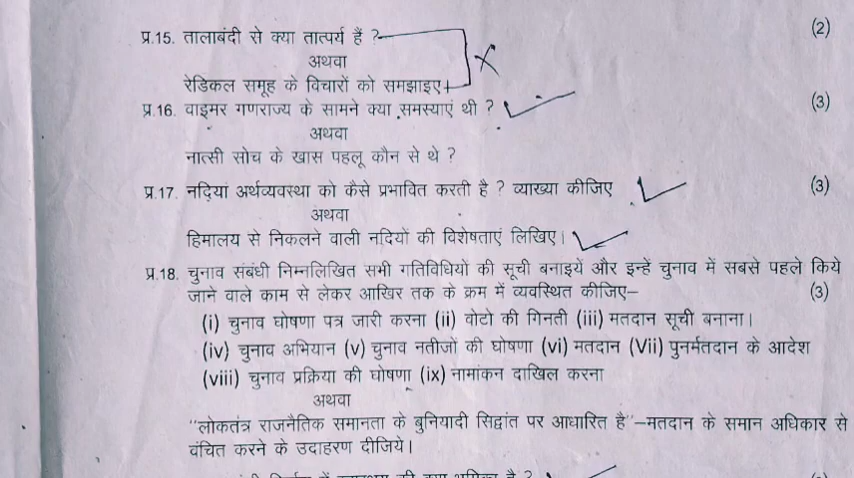 प्र.15. तालाबंदी से क्या तात्पर्य हैं ? (2)
अथवा
रेडिकल समूह के विचारों को समझाइए।
प्र.16. वाइमर गणराज्य के सामने क्या समस्याएं थी ? (3)
अथवा
नात्सी सोच के खास पहलू कौन से थे ?
प्र.17. नदियां अर्थव्यवस्था को कैसे प्रभावित करती है ? व्याख्या कीजिए (3)
अथवा
हिमालय से निकलने वाली नदियों की विशेषताएं लिखिए।
प्र.18. चुनाव संबंधी निम्नलिखित सभी गतिविधियों की सूची बनाइयें और इन्हें चुनाव में सबसे पहले किये
जाने वाले काम से लेकर आखिर तक के क्रम में व्यवस्थित कीजिए– (3)
(i) चुनाव घोषणा पत्र जारी करना (ii) वोटो की गिनती (iii) मतदान सूची बनाना।
(iv) चुनाव अभियान (v) चुनाव नतीजों की घोषणा (vi) मतदान (Vii) पुनर्मतदान के आदेश
(viii) चुनाव प्रक्रिया की घोषणा (ix) नामांकन दाखिल करना
अथवा
"लोकतंत्र राजनैतिक समानता के बुनियादी सिद्वांत पर आधारित है"–मतदान के समान अधिकार से
वंचित करने के उदाहरण दीजिये।